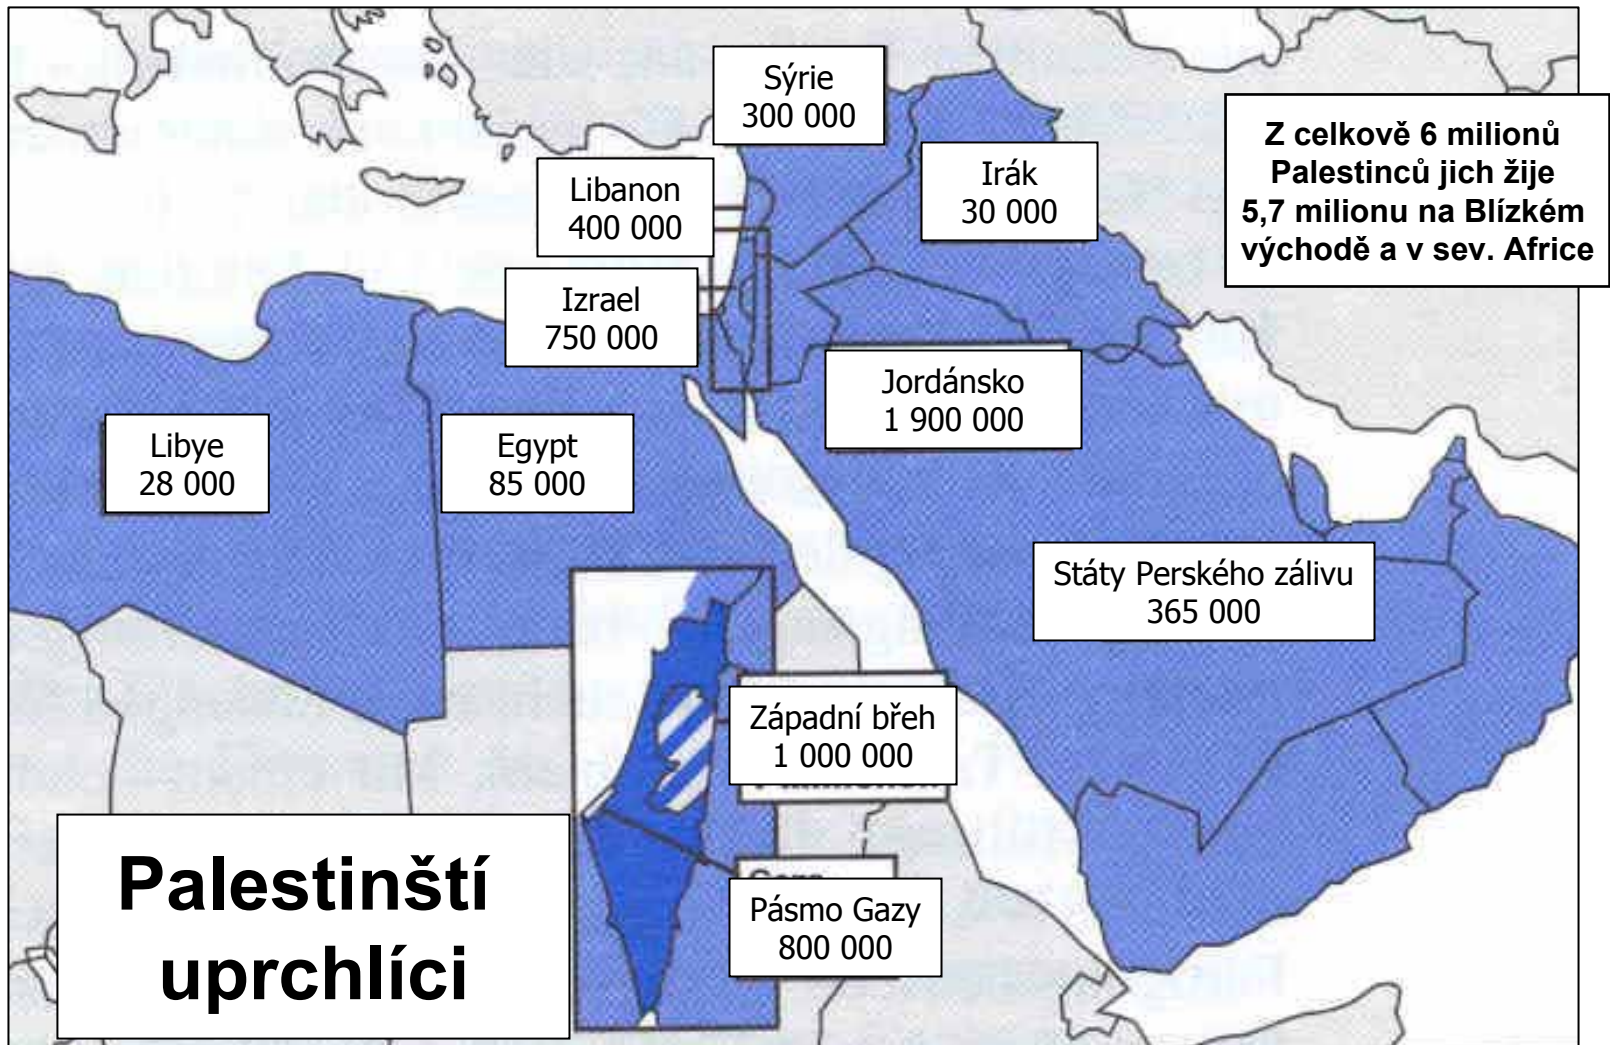 Sýrie
300 000
Z celkově 6 milionů
Palestinců jich žije
5,7 milionu na Blízkém
východě a v sev. Africe
Libanon
400 000
Irák
30 000
Izrael
750 000
Jordánsko
1 900 000
Libye
28 000
Egypt
85 000
Státy Perského zálivu
365 000
Západní břeh
1 000 000
Pásmo Gazy
800 000
Palestinští
uprchlíci